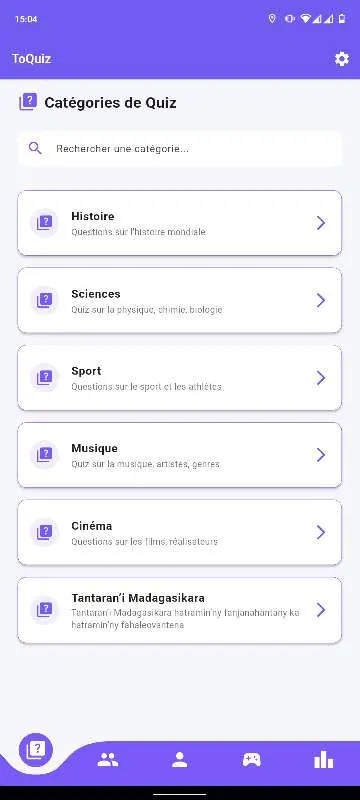 15:04
ToQuiz
Catégories de Quiz
Rechercher une catégorie...
Histoire
Questions sur l'histoire mondiale
Sciences
Quiz sur la physique, chimie, biologie
Sport
Questions sur le sport et les athlètes
Musique
Quiz sur la musique, artistes, genres
Cinéma
Questions sur les films, réalisateurs
Tantaran'i Madagasikara
Tantaran'i Madagasikara hatramin'ny fanjanahantany ka
hatramin'ny fahaleovantena